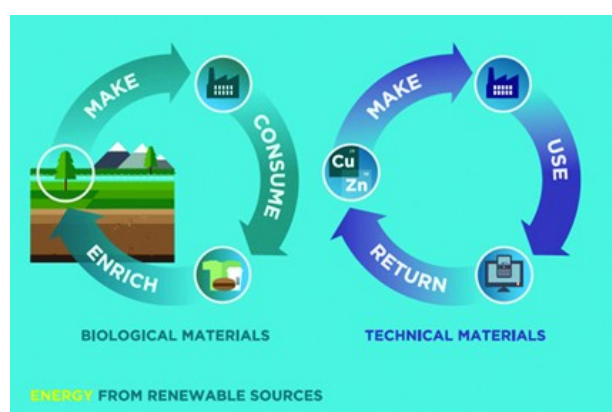 MAKE
CONSUME
ENRICH
BIOLOGICAL MATERIALS
MAKE
USE
RETURN
Cu
Zn
TECHNICAL MATERIALS
ENERGY FROM RENEWABLE SOURCES